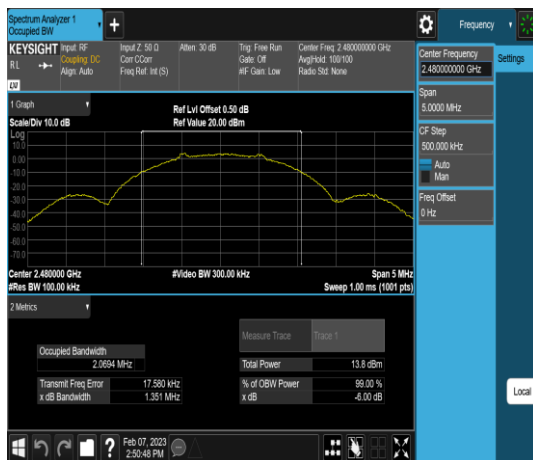 Spectrum Analyzer 1
Occupied BW
Frequency
KEYSIGHT
Input: RF
Input Z: 50 Ω
Atten: 30 dB
Trig: Free Run
Center Freq: 2.480000000 GHz
RL
Coupling: DC
Corr CCorr
Gate: Off
Avg|Hold: 100/100
Align: Auto
Freq Ref: Int (S)
#IF Gain: Low
Radio Std: None
LXI
Center Frequency
2.480000000 GHz
Settings
Span
5.0000 MHz
CF Step
500.000 kHz
Auto
Man
Freq Offset
0 Hz
Local
1 Graph
Ref Lvl Offset 0.50 dB
Scale/Div 10.0 dB
Ref Value 20.00 dBm
Log
10.0
0.00
-10.0
-20.0
-30.0
-40.0
-50.0
-60.0
-70.0
Center 2.480000 GHz
#Video BW 300.00 kHz
Span 5 MHz
#Res BW 100.00 kHz
Sweep 1.00 ms (1001 pts)
2 Metrics
Measure Trace
Trace 1
Occupied Bandwidth
2.0694 MHz
Total Power
13.8 dBm
Transmit Freq Error
17.580 kHz
% of OBW Power
99.00 %
x dB Bandwidth
1.351 MHz
x dB
-6.00 dB
?
Feb 07, 2023
2:50:48 PM